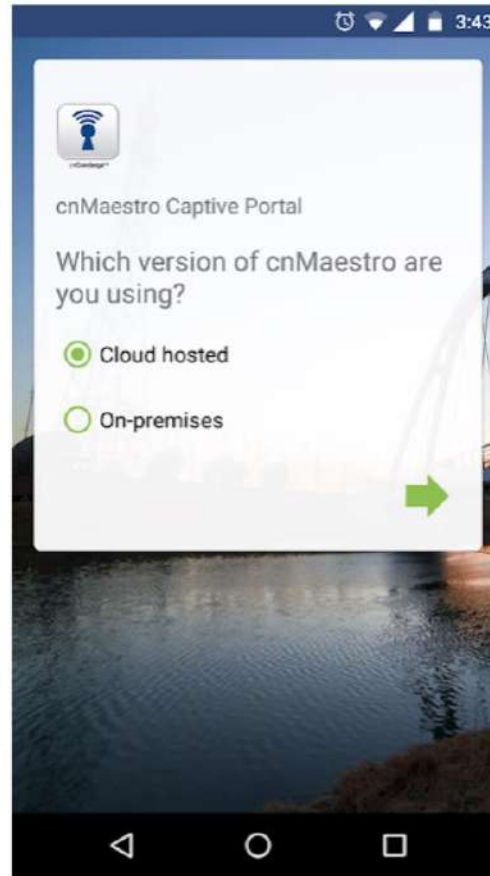 3:43
cnMaestro Captive Portal
Which version of cnMaestro are
you using?
Cloud hosted
On-premises